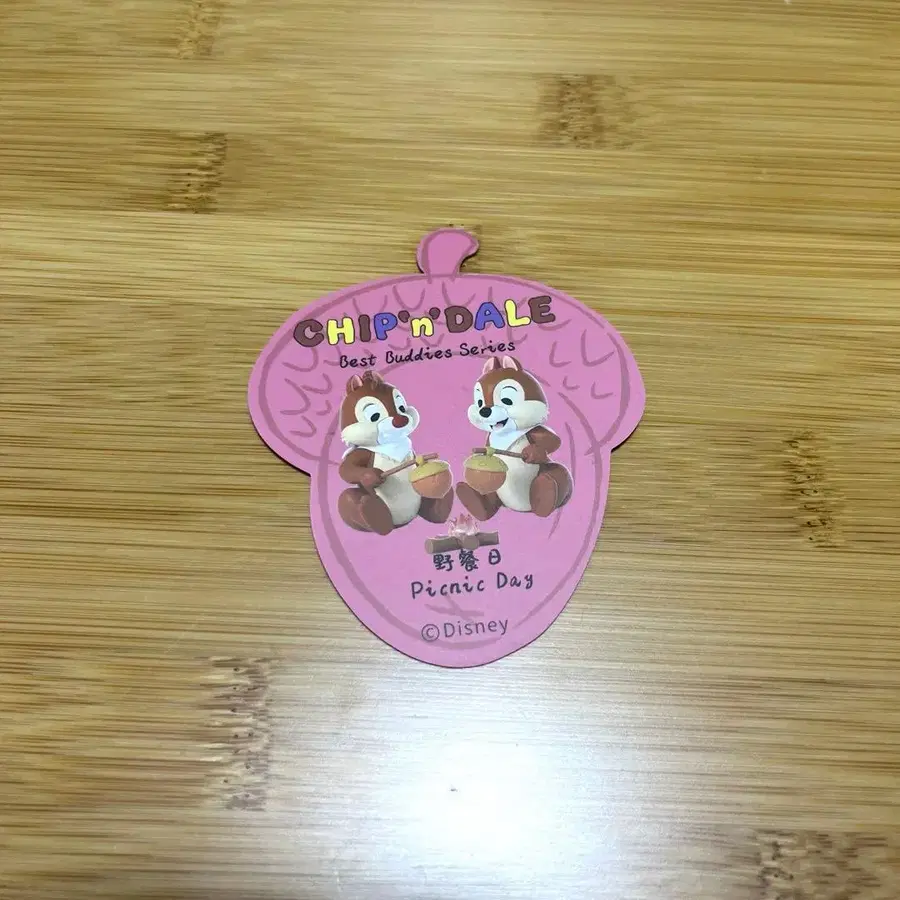 CHIP'n'DALE
Best Buddies Series
野餐日
Picnic Day
©Disney